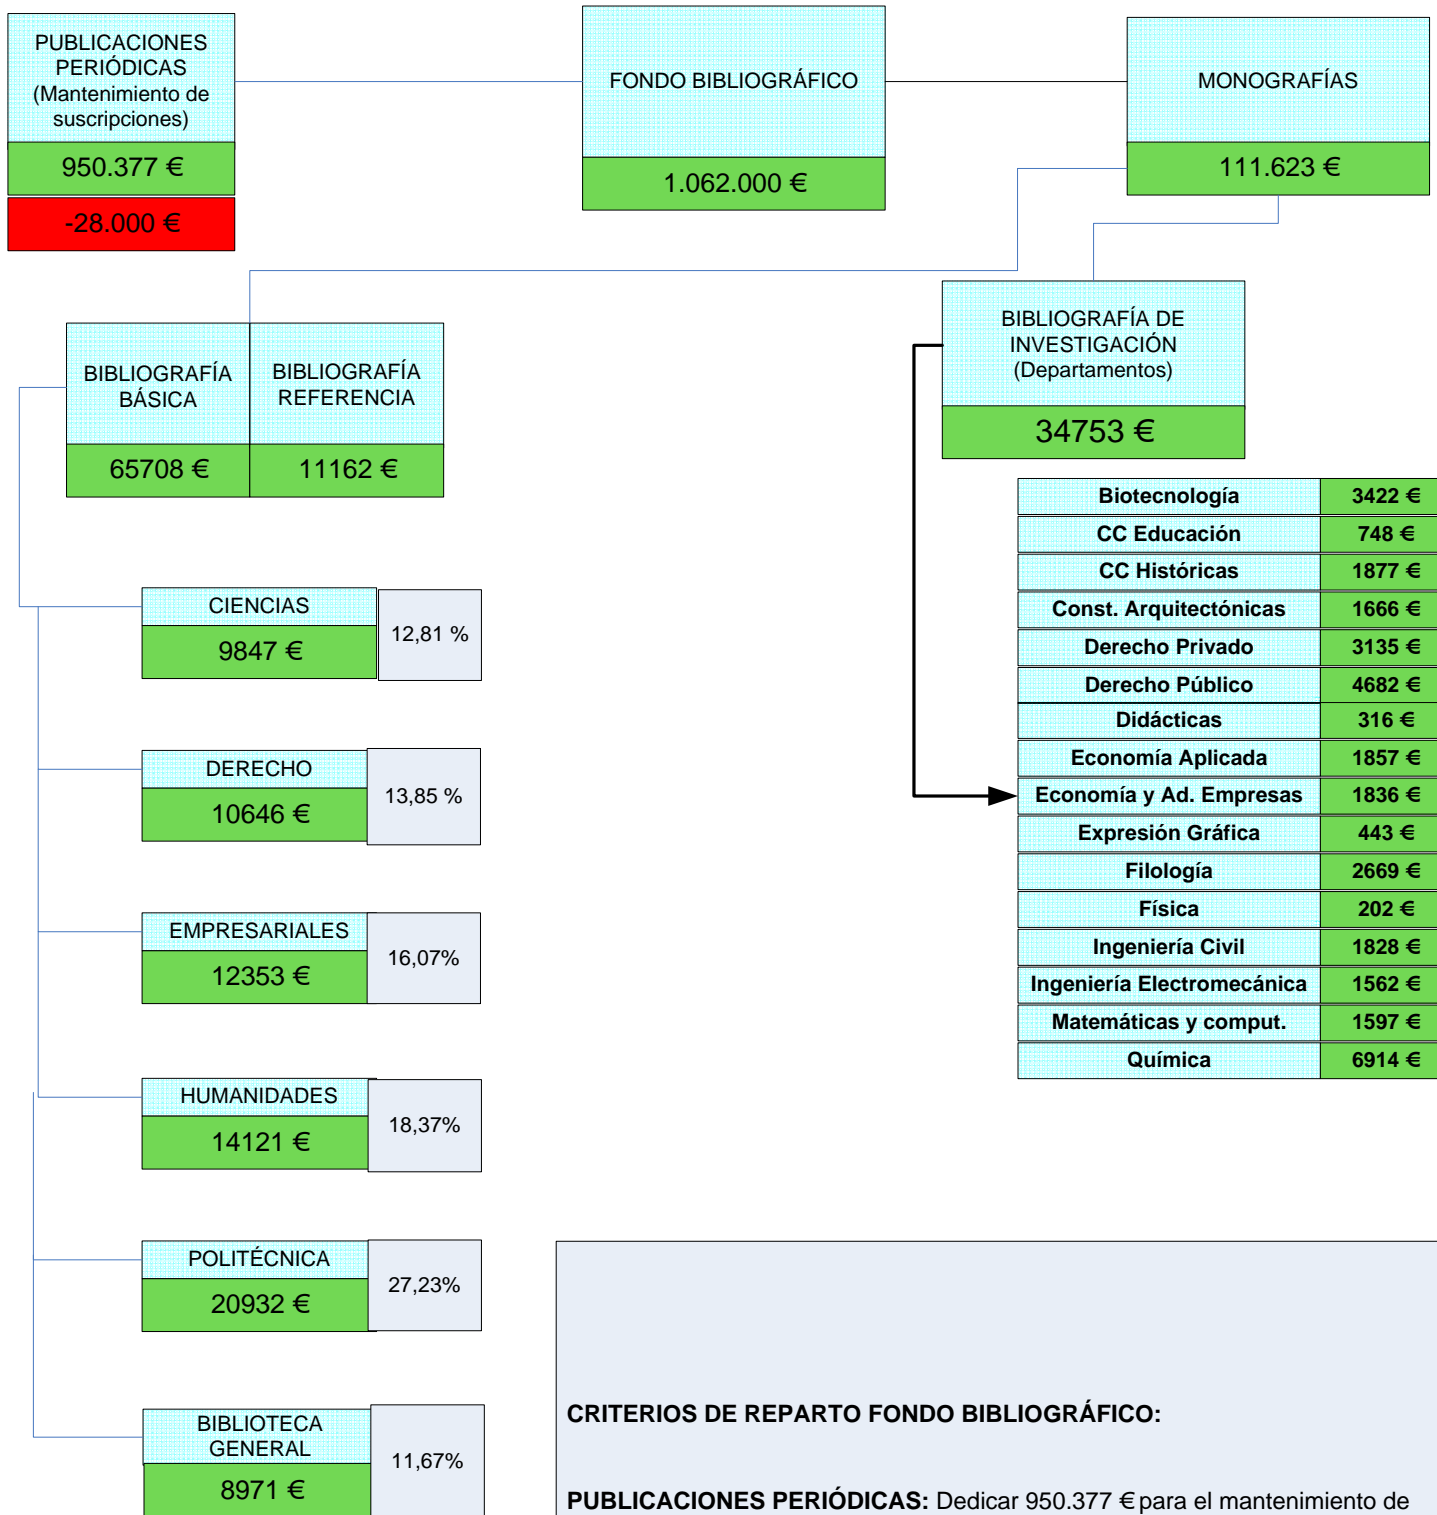 PUBLICACIONES
PERIÓDICAS
(Mantenimiento de
suscripciones)
950.377 €
-28.000 €
FONDO BIBLIOGRÁFICO
1.062.000 €
MONOGRAFÍAS
111.623 €
BIBLIOGRAFÍA
BÁSICA
65708 €
BIBLIOGRAFÍA
REFERENCIA
11162 €
BIBLIOGRAFÍA DE
INVESTIGACIÓN
(Departamentos)
34753 €
Biotecnología 3422 €
CC Educación 748 €
CC Históricas 1877 €
Const. Arquitectónicas 1666 €
Derecho Privado 3135 €
Derecho Público 4682 €
Didácticas 316 €
Economía Aplicada 1857 €
Economía y Ad. Empresas 1836 €
Expresión Gráfica 443 €
Filología 2669 €
Física 202 €
Ingeniería Civil 1828 €
Ingeniería Electromecánica 1562 €
Matemáticas y comput. 1597 €
Química 6914 €
CIENCIAS
9847 €
12,81 %
DERECHO
10646 €
13,85 %
EMPRESARIALES
12353 €
16,07%
HUMANIDADES
14121 €
18,37%
POLITÉCNICA
20932 €
27,23%
BIBLIOTECA
GENERAL
8971 €
11,67%
CRITERIOS DE REPARTO FONDO BIBLIOGRÁFICO:
PUBLICACIONES PERIÓDICAS: Dedicar 950.377 € para el mantenimiento de